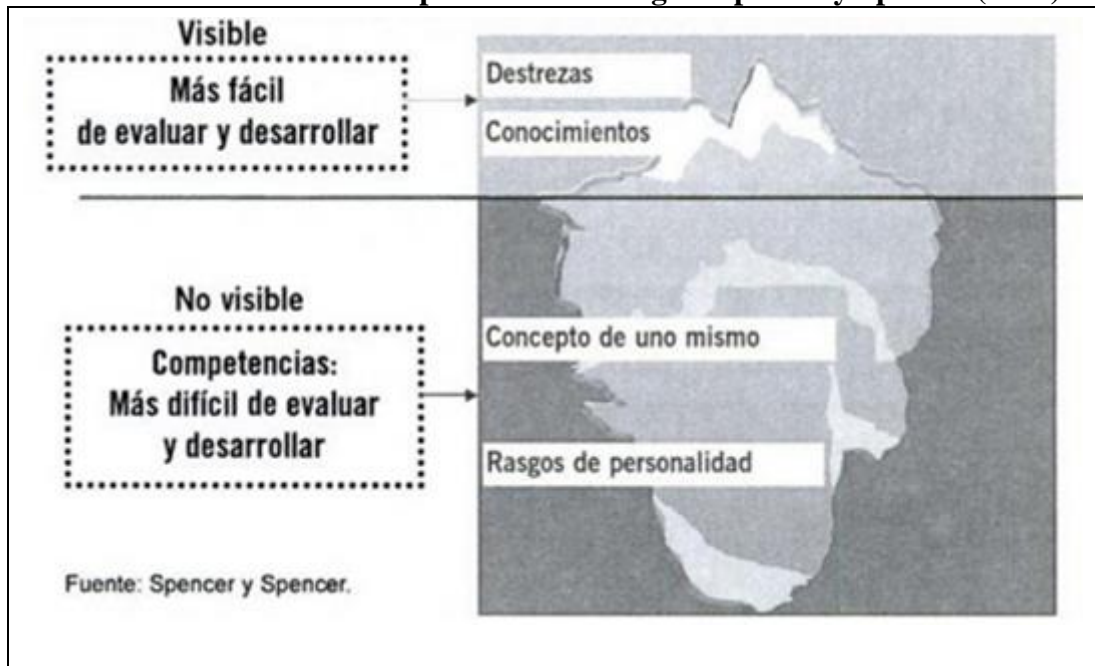 Visible
Más fácil
de evaluar y desarrollar
Destrezas
Conocimientos
No visible
Competencias:
Más difícil de evaluar
y desarrollar
Concepto de uno mismo
Rasgos de personalidad
Fuente: Spencer y Spencer.